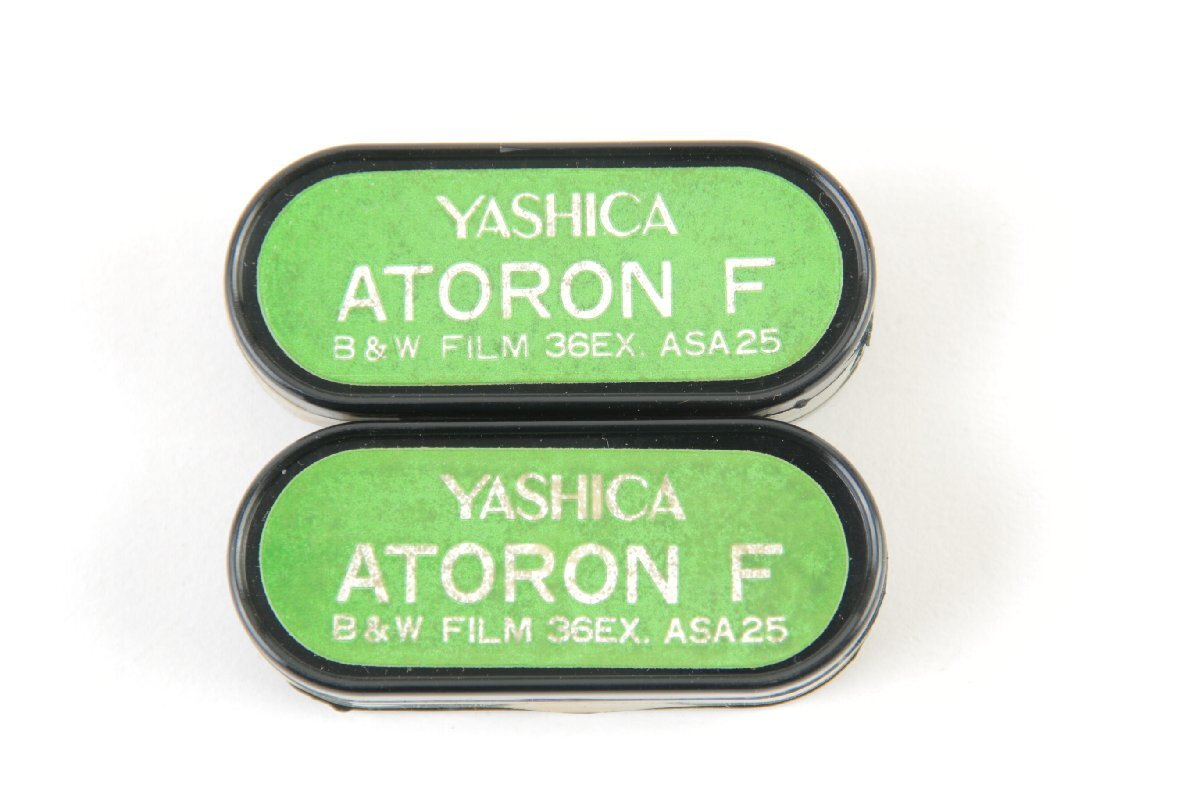 YASHICA
ATORON F
B & W FILM 36EX. ASA25
YASHICA
ATORON F
B & W FILM 36EX. ASA25